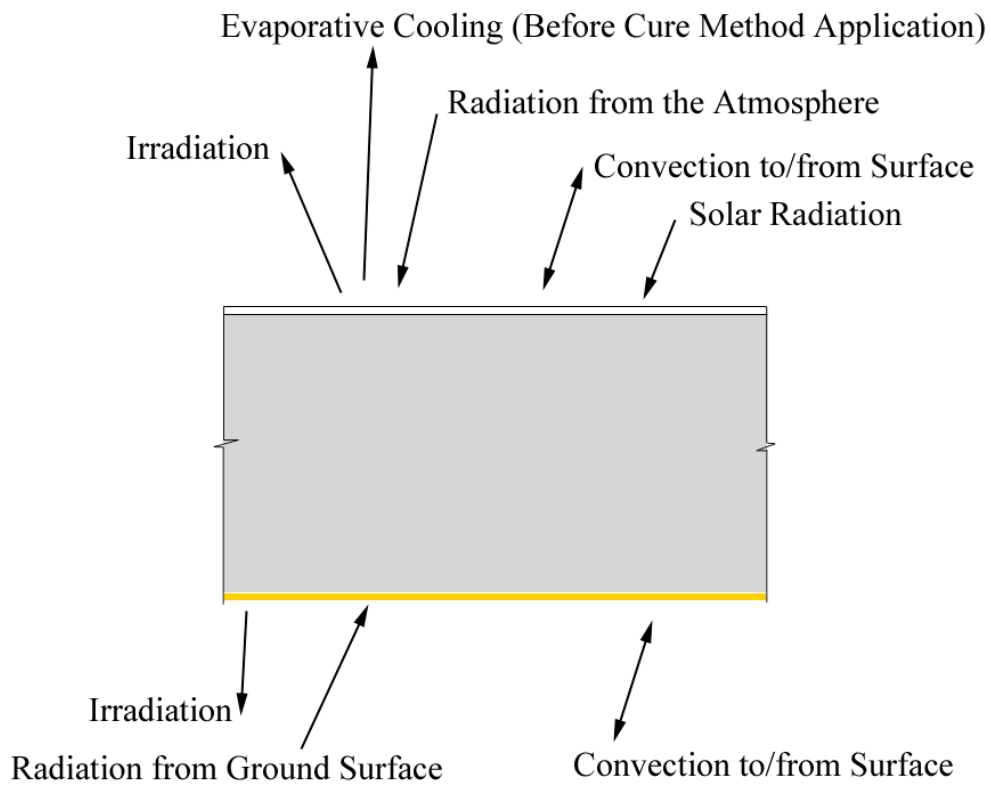 Evaporative Cooling (Before Cure Method Application)
Radiation from the Atmosphere
Irradiation
Convection to/from Surface
Solar Radiation
Irradiation
Radiation from Ground Surface
Convection to/from Surface